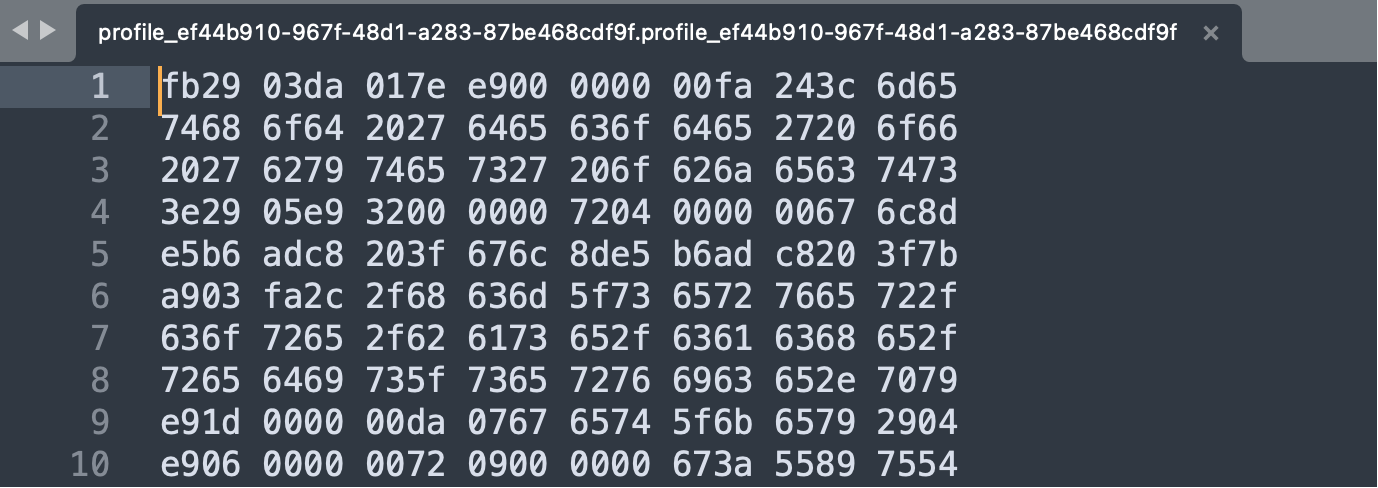 profile_ef44b910-967f-48d1-a283-87be468cdf9f.profile_ef44b910-967f-48d1-a283-87be468cdf9f ×
1 fb29 03da 017e e900 0000 00fa 243c 6d65
2 7468 6f64 2027 6465 636f 6465 2720 6f66
3 2027 6279 7465 7327 206f 626a 6563 7473
4 3e29 05e9 3200 0000 7204 0000 0067 6c8d
5 e5b6 adc8 203f 676c 8de5 b6ad c820 3f7b
6 a903 fa2c 2f68 636d 5f73 6572 7665 722f
7 636f 7265 2f62 6173 652f 6361 6368 652f
8 7265 6469 735f 7365 7276 6963 652e 7079
9 e91d 0000 00da 0767 6574 5f6b 6579 2904
10 e906 0000 0072 0900 0000 673a 5589 7554